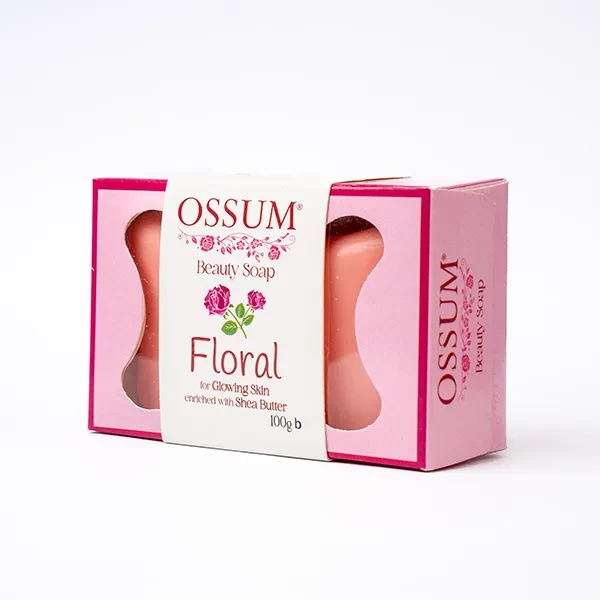 OSSUM®
Beauty Soap
Floral
for Glowing Skin
enriched with Shea Butter
100g b
OSSUM®
Beauty Soap